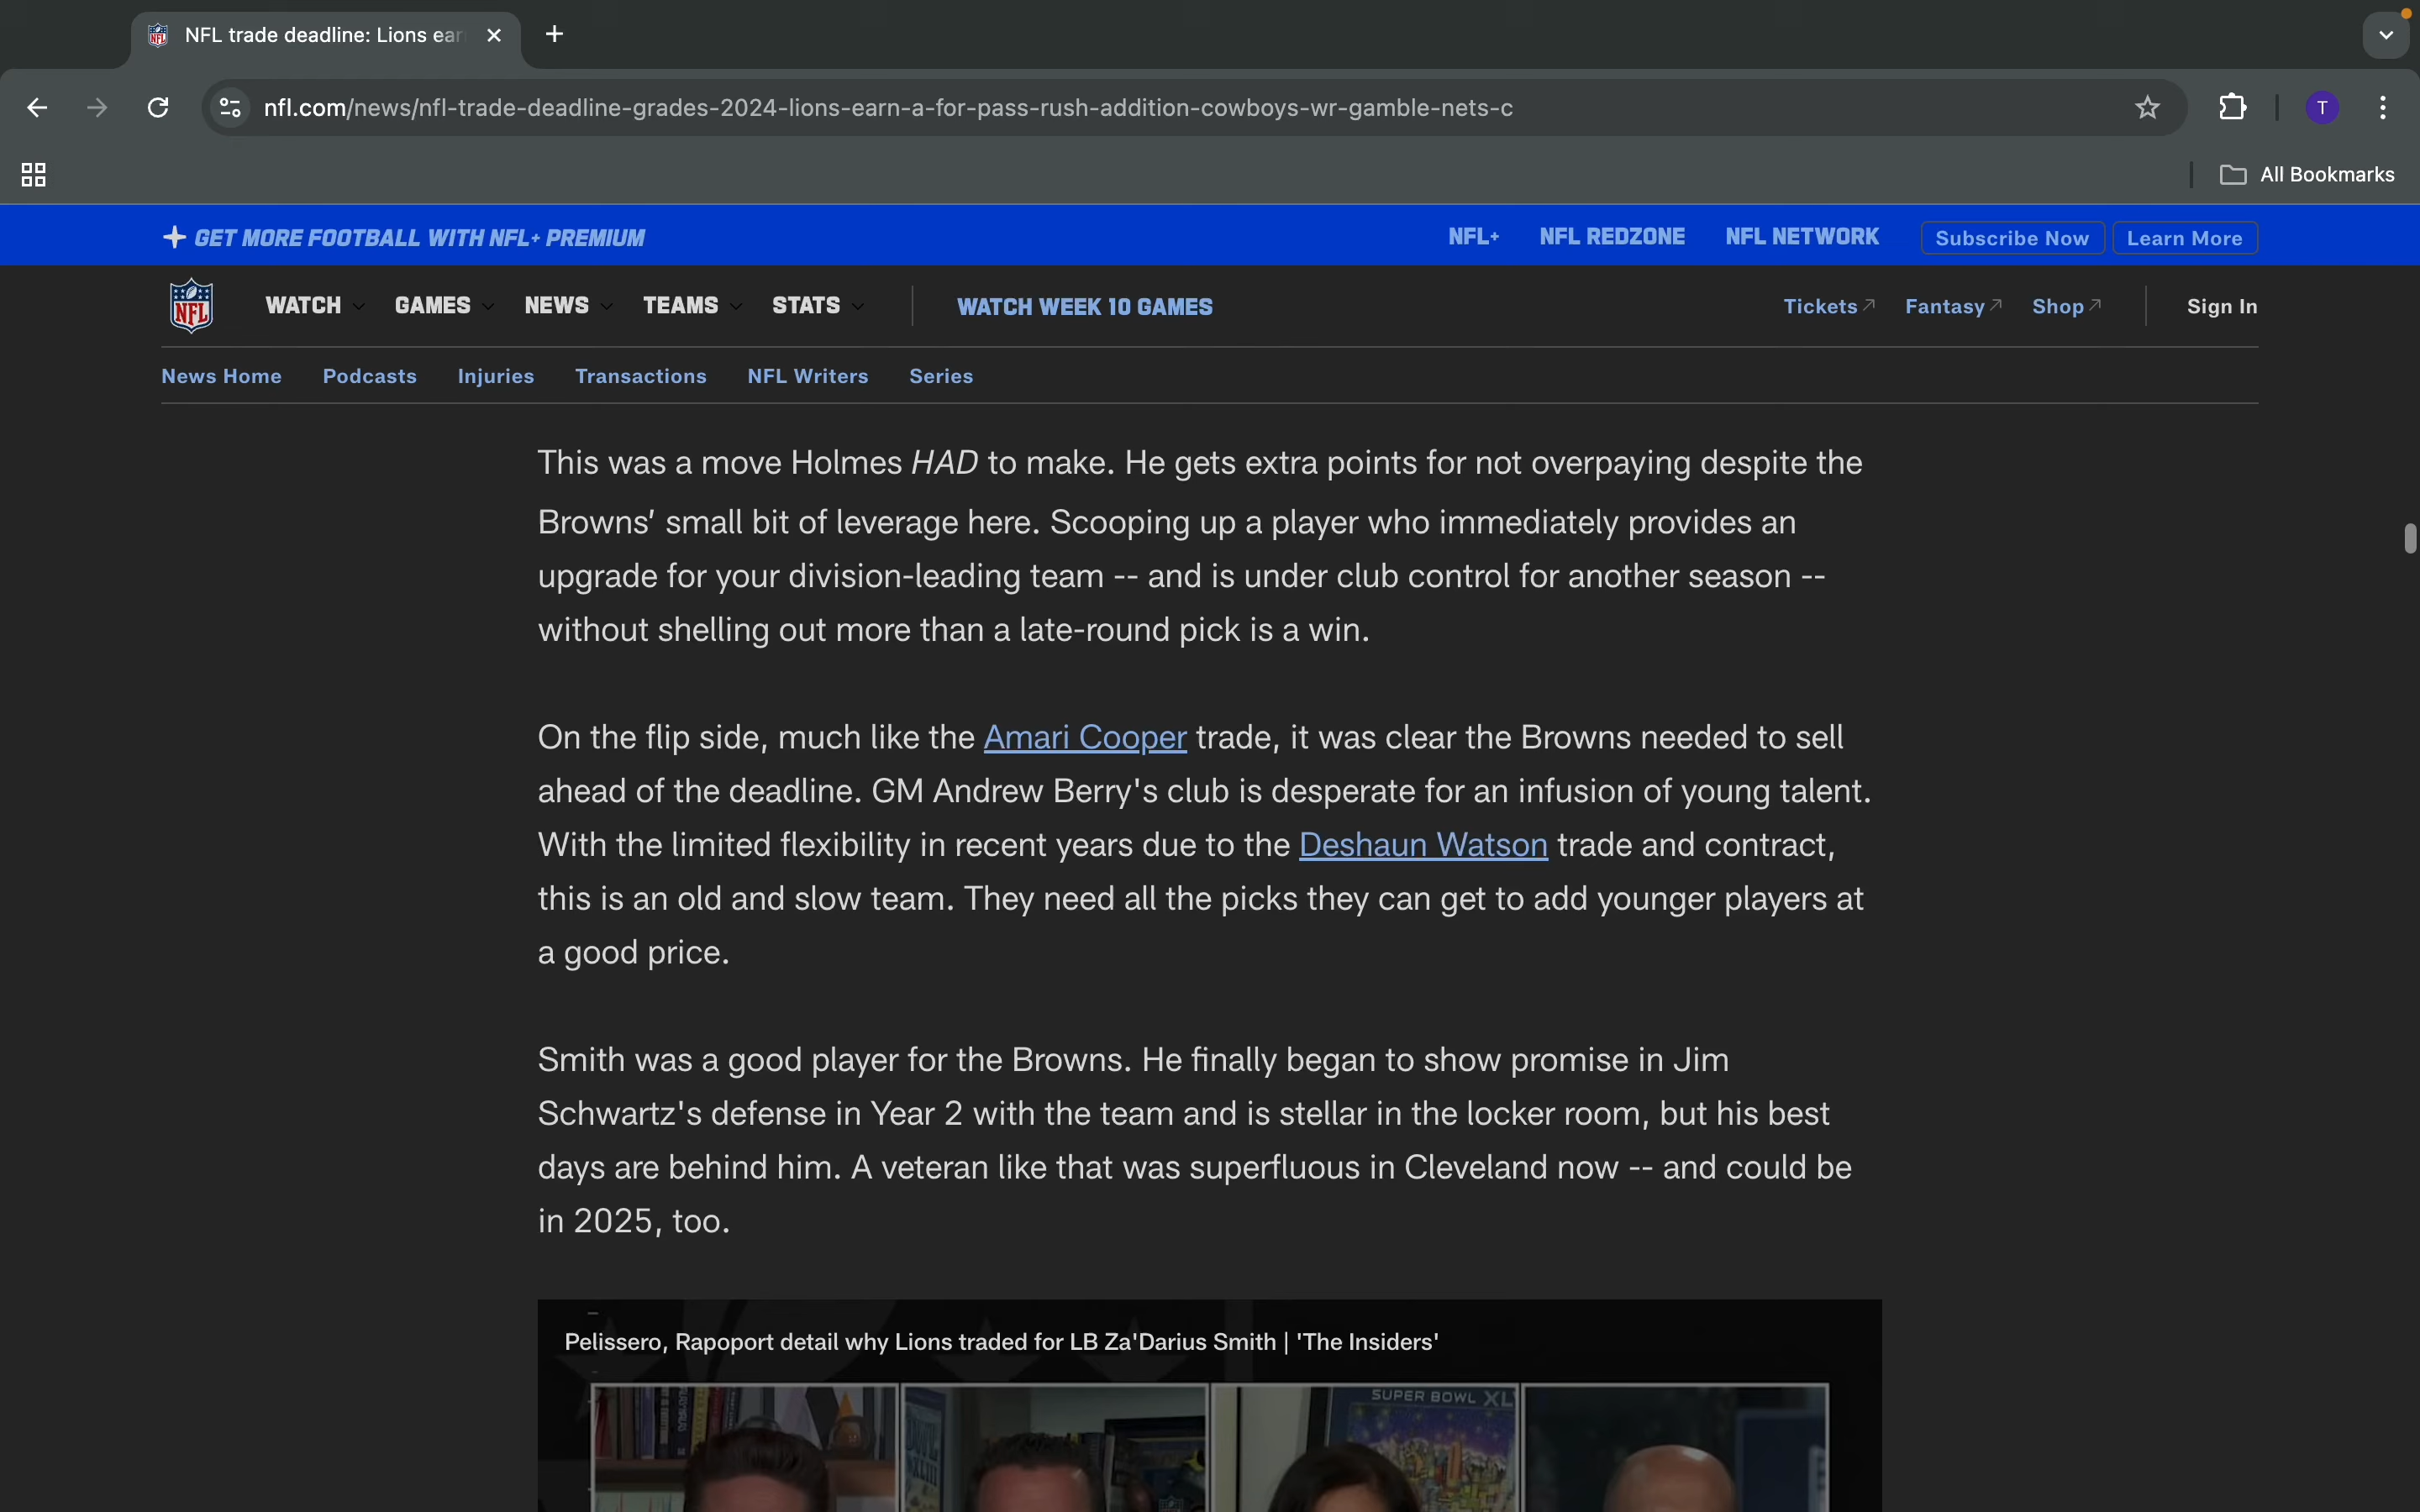 NFL trade deadline: Lions ear
nfl.com/news/nfl-trade-deadline-grades-2024-lions-earn-a-for-pass-rush-addition-cowboys-wr-gamble-nets-c
T
All Bookmarks
GET MORE FOOTBALL WITH NFL+ PREMIUM
NFL+ NFL REDZONE NFL NETWORK Subscribe Now Learn More
NFL WATCH GAMES NEWS TEAMS STATS WATCH WEEK 10 GAMES Tickets Fantasy Shop Sign In
News Home Podcasts Injuries Transactions NFL Writers Series
This was a move Holmes HAD to make. He gets extra points for not overpaying despite the
Browns’ small bit of leverage here. Scooping up a player who immediately provides an
upgrade for your division-leading team -- and is under club control for another season --
without shelling out more than a late-round pick is a win.
On the flip side, much like the Amari Cooper trade, it was clear the Browns needed to sell
ahead of the deadline. GM Andrew Berry's club is desperate for an infusion of young talent.
With the limited flexibility in recent years due to the Deshaun Watson trade and contract,
this is an old and slow team. They need all the picks they can get to add younger players at
a good price.
Smith was a good player for the Browns. He finally began to show promise in Jim
Schwartz's defense in Year 2 with the team and is stellar in the locker room, but his best
days are behind him. A veteran like that was superfluous in Cleveland now -- and could be
in 2025, too.
Pelissero, Rapoport detail why Lions traded for LB Za'Darius Smith | 'The Insiders'
SUPER BOWL XL